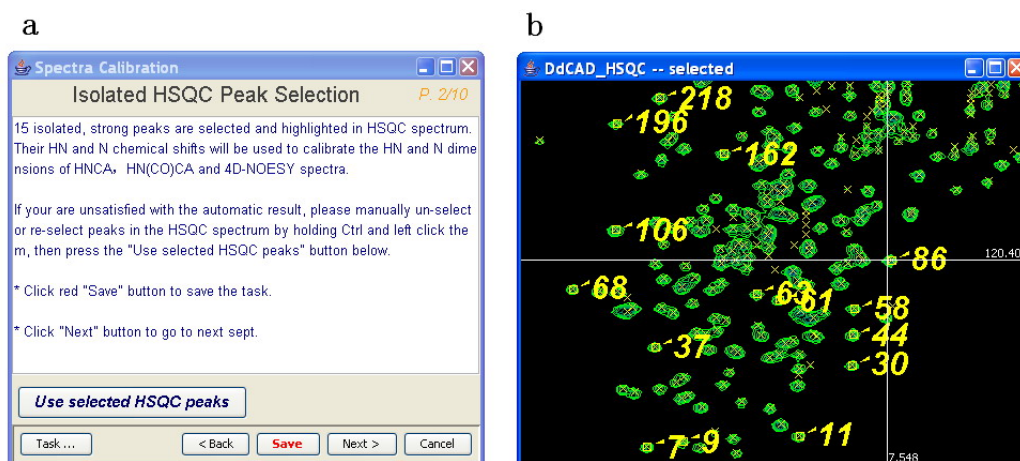 a
Spectra Calibration
Isolated HSQC Peak Selection P. 2/10
15 isolated, strong peaks are selected and highlighted in HSQC spectrum.
Their HN and N chemical shifts will be used to calibrate the HN and N dime
nsions of HNCA, HN(CO)CA and 4D-NOESY spectra.
If your are unsatisfied with the automatic result, please manually un-select
or re-select peaks in the HSQC spectrum by holding Ctrl and left click the
m, then press the "Use selected HSQC peaks" button below.
* Click red "Save" button to save the task.
* Click "Next" button to go to next sept.
Use selected HSQC peaks
Task ... < Back Save Next > Cancel
b
DdCAD_HSQC -- selected
218
196
162
106
86
120.40
68
63
61
58
44
37
30
7
9
11
7.548